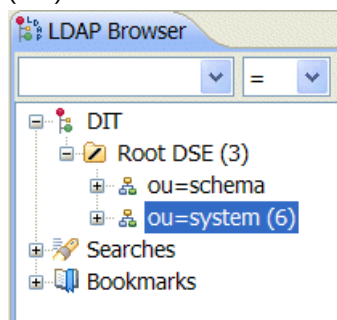 LDAP Browser
=
DIT
Root DSE (3)
ou=schema
ou=system (6)
Searches
Bookmarks